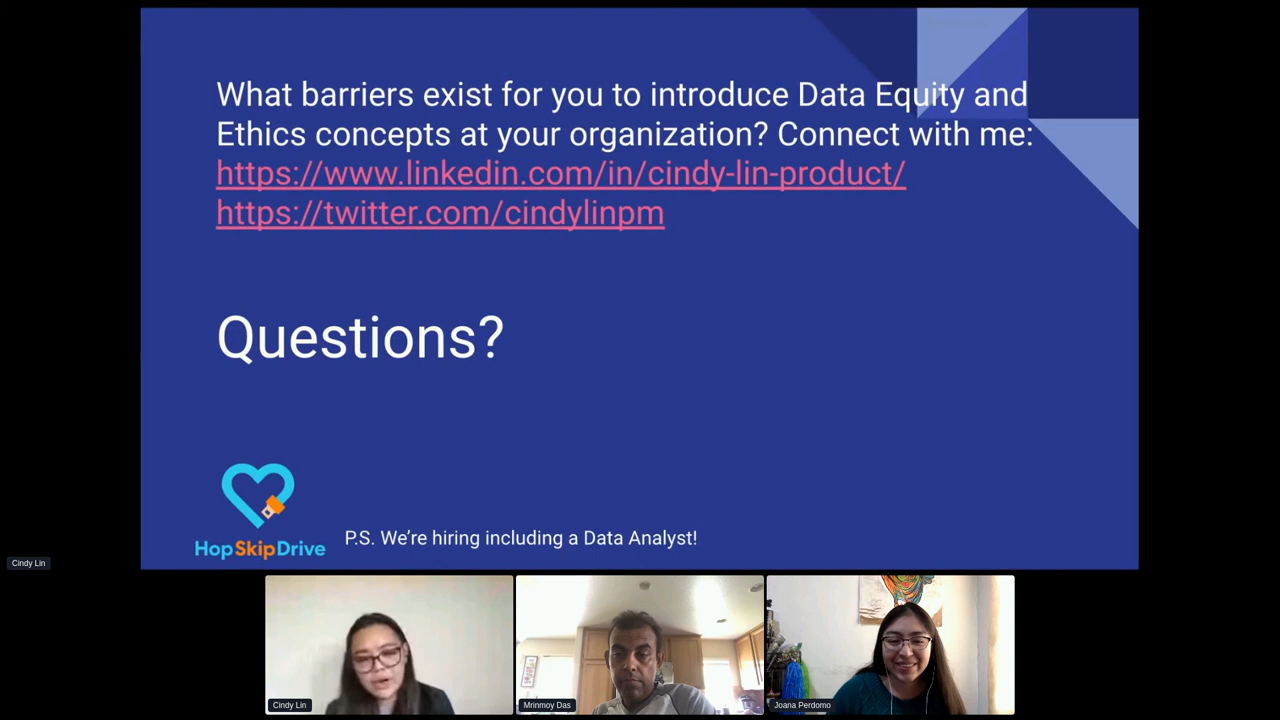 What barriers exist for you to introduce Data Equity and
Ethics concepts at your organization? Connect with me:
https://www.linkedin.com/in/cindy-lin-product/
https://twitter.com/cindylinpm
Questions?
HopSkipDrive
P.S. We’re hiring including a Data Analyst!
Cindy Lin
Cindy Lin
Mrinmoy Das
Joana Perdomo